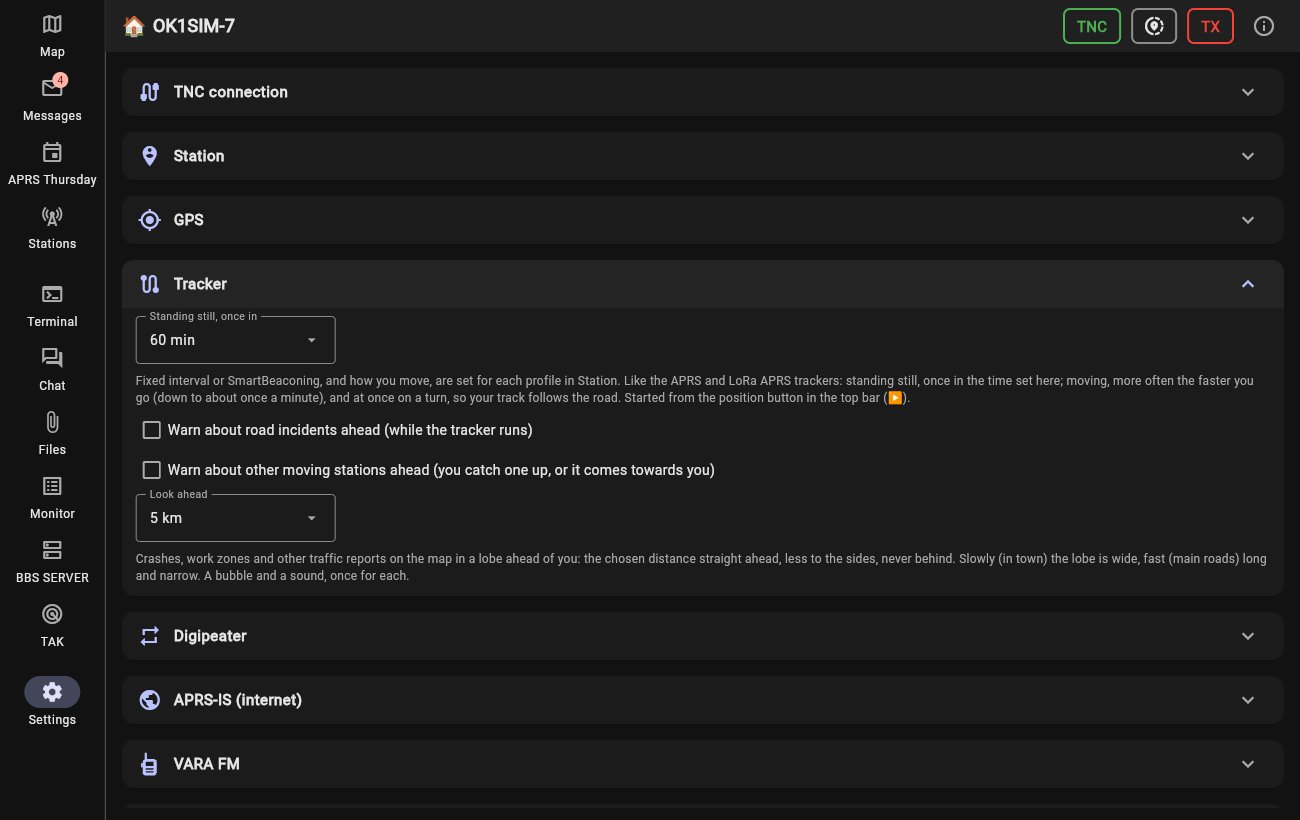 OK1SIM-7
TNC
TX
Map
4
Messages
APRS Thursday
Stations
Terminal
Chat
Files
Monitor
BBS SERVER
TAK
Settings
TNC connection
Station
GPS
Tracker
Standing still, once in
60 min
Fixed interval or SmartBeaconing, and how you move, are set for each profile in Station. Like the APRS and LoRa APRS trackers: standing still, once in the time set here; moving, more often the faster you
go (down to about once a minute), and at once on a turn, so your track follows the road. Started from the position button in the top bar (▶️).
Warn about road incidents ahead (while the tracker runs)
Warn about other moving stations ahead (you catch one up, or it comes towards you)
Look ahead
5 km
Crashes, work zones and other traffic reports on the map in a lobe ahead of you: the chosen distance straight ahead, less to the sides, never behind. Slowly (in town) the lobe is wide, fast (main roads) long
and narrow. A bubble and a sound, once for each.
Digipeater
APRS-IS (internet)
VARA FM